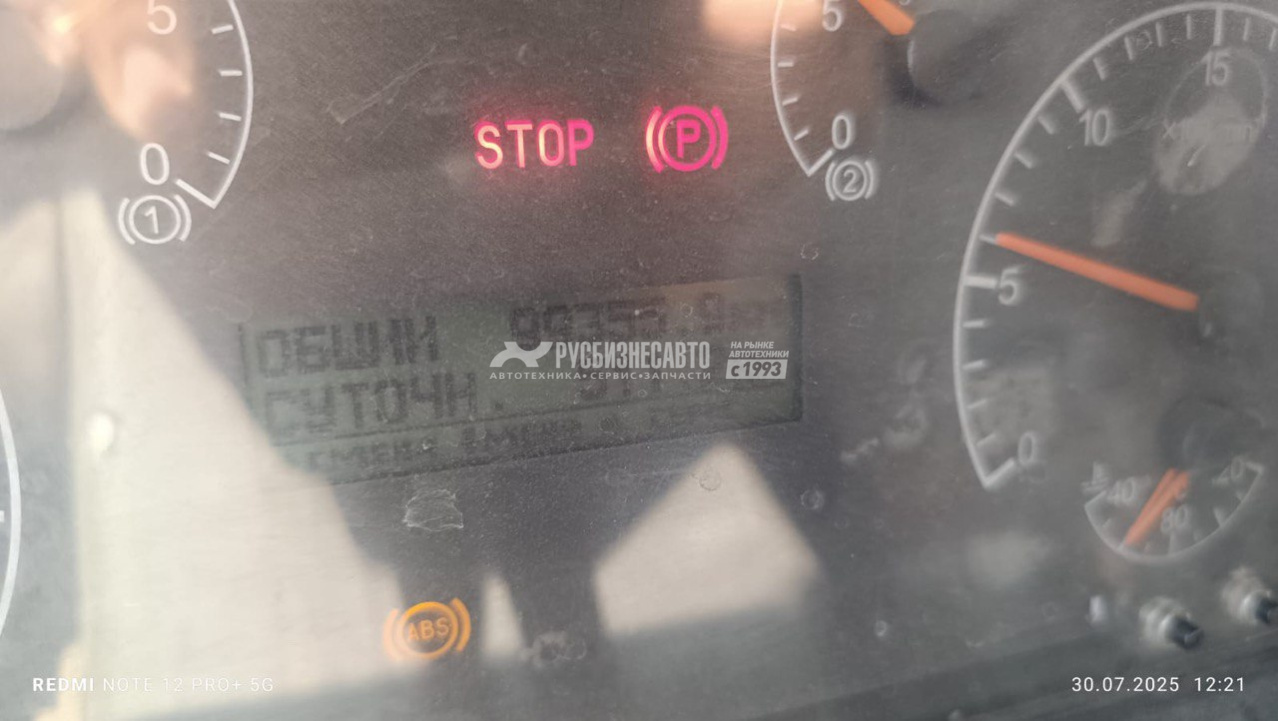 5
5
15
STOP
P
0
10
0
1
2
5
ОБЩИЙ
РУСБИЗНЕСАВТО
НА РЫНКЕ
АВТОТЕХНИКИ
с 1993
АВТОТЕХНИКА • СЕРВИС • ЗАПЧАСТИ
СУТОЧН.
0
40
80
ABS
REDMI NOTE 12 PRO+ 5G
30.07.2025 12:21